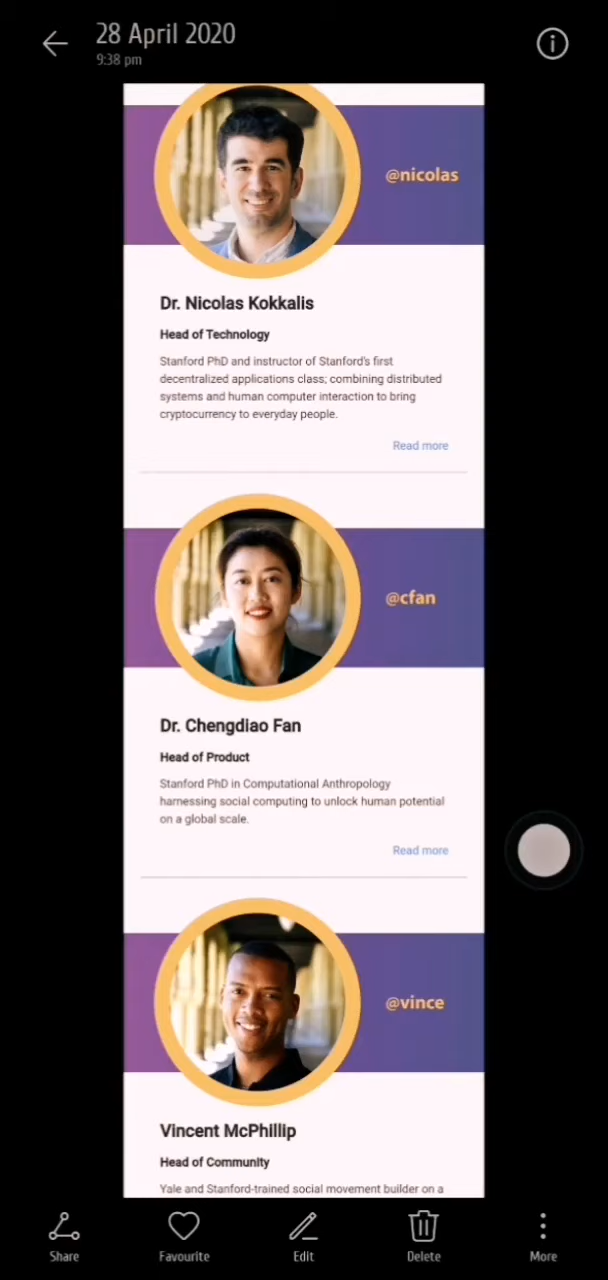 28 April 2020
9:38 pm
@nicolas
Dr. Nicolas Kokkalis
Head of Technology
Stanford PhD and instructor of Stanford's first
decentralized applications class; combining distributed
systems and human computer interaction to bring
cryptocurrency to everyday people.
Read more
@cfan
Dr. Chengdiao Fan
Head of Product
Stanford PhD in Computational Anthropology
harnessing social computing to unlock human potential
on a global scale.
Read more
@vince
Vincent McPhillip
Head of Community
Yale and Stanford-trained social movement builder on a
Share
Favourite
Edit
Delete
More